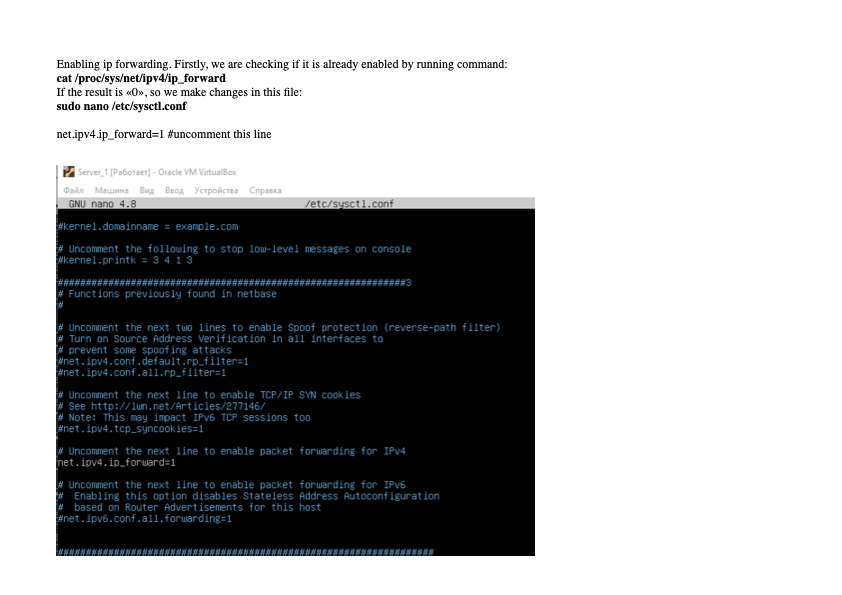 Enabling ip forwarding. Firstly, we are checking if it is already enabled by running command:
cat /proc/sys/net/ipv4/ip_forward
If the result is «0», so we make changes in this file:
sudo nano /etc/sysctl.conf
net.ipv4.ip_forward=1 #uncomment this line
Server_1 [Работает] - Oracle VM VirtualBox
Файл Машина Вид Ввод Устройства Справка
GNU nano 4.8 /etc/sysctl.conf
#kernel.domainname = example.com
# Uncomment the following to stop low-level messages on console
#kernel.printk = 3 4 1 3
##############################################################3
# Functions previously found in netbase
#
# Uncomment the next two lines to enable Spoof protection (reverse-path filter)
# Turn on Source Address Verification in all interfaces to
# prevent some spoofing attacks
#net.ipv4.conf.default.rp_filter=1
#net.ipv4.conf.all.rp_filter=1
# Uncomment the next line to enable TCP/IP SYN cookies
# See http://lwn.net/Articles/277146/
# Note: This may impact IPv6 TCP sessions too
#net.ipv4.tcp_syncookies=1
# Uncomment the next line to enable packet forwarding for IPv4
net.ipv4.ip_forward=1
# Uncomment the next line to enable packet forwarding for IPv6
#  Enabling this option disables Stateless Address Autoconfiguration
#  based on Router Advertisements for this host
#net.ipv6.conf.all.forwarding=1
###################################################################